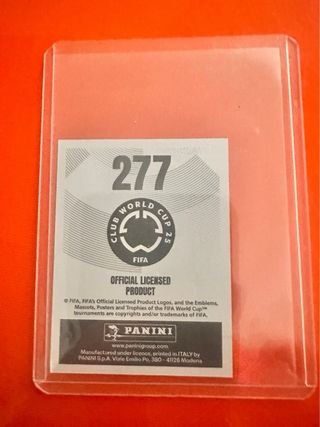 277
CLUB WORLD CUP 25
FIFA
OFFICIAL LICENSED
PRODUCT
© FIFA, FIFA's Official Licensed Product Logos, and the Emblems,
Mascots, Posters and Trophies of the FIFA World Cup™
tournaments are copyrights and/or trademarks of FIFA.
PANINI
www.paninigroup.com
Manufactured under licence, printed in ITALY by
PANINI S.p.A. Viale Emilio Po, 380 - 41126 Modena